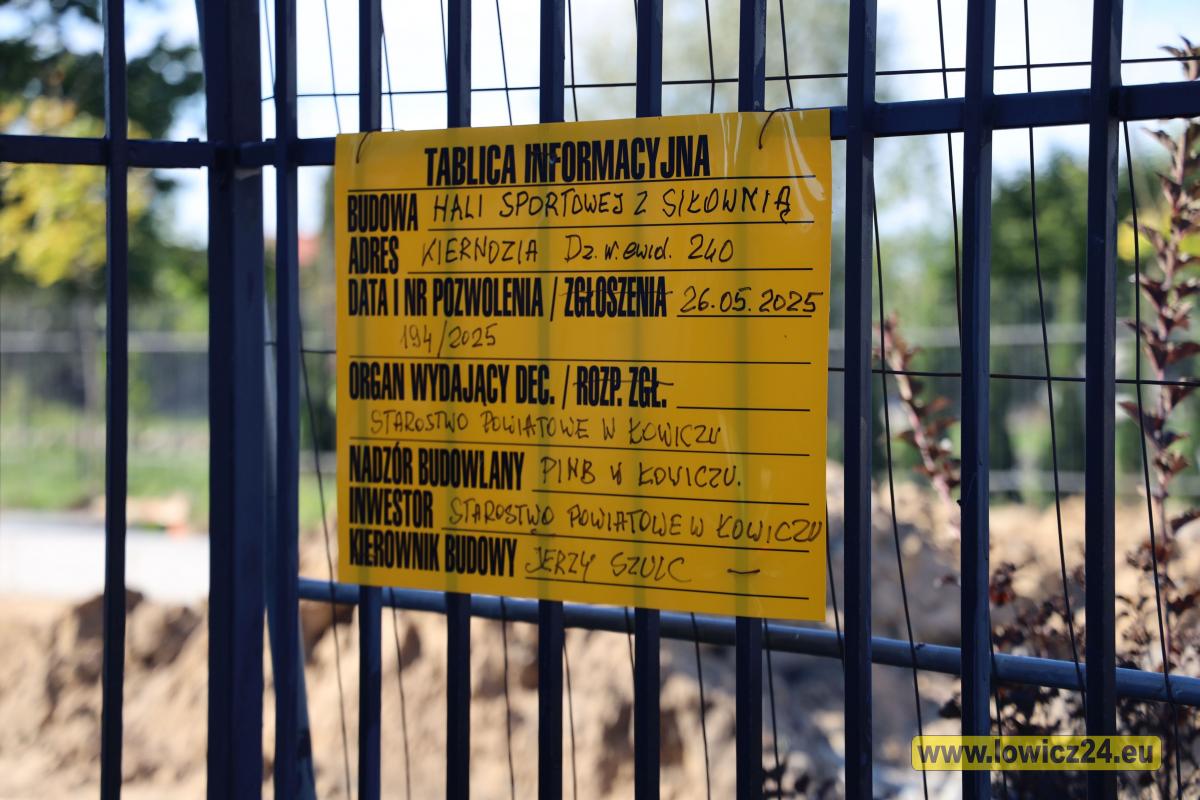 TABLICA INFORMACYJNA
BUDOWA HALI SPORTOWEJ Z SIŁOWNIĄ
ADRES KIERNOZIA Dz. w. ewid. 240
DATA I NR POZWOLENIA / ZGŁOSZENIA 26.05.2025
194/2025
ORGAN WYDAJĄCY DEC. / ROZP. ZGŁ.
STAROSTWO POWIATOWE W ŁOWICZU
NADZÓR BUDOWLANY PINB W ŁOWICZU.
INWESTOR STAROSTWO POWIATOWE W ŁOWICZU
KIEROWNIK BUDOWY JERZY SZULC –
www.lowicz24.eu